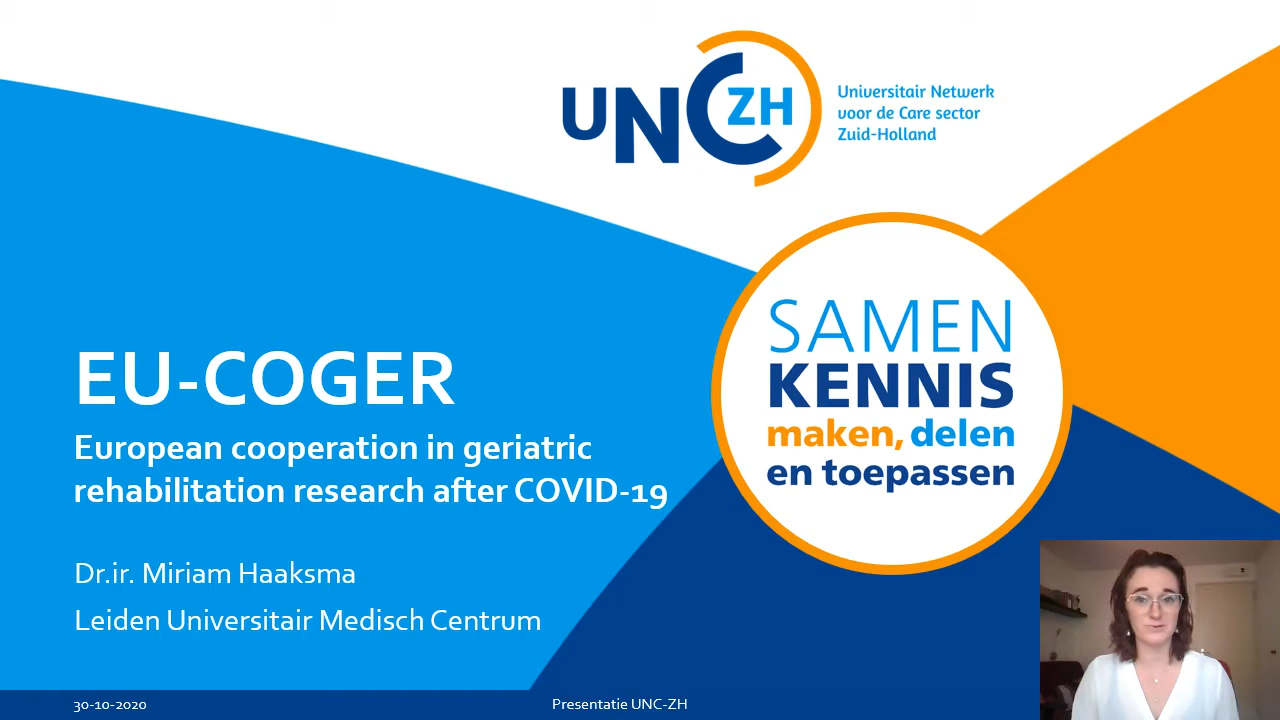 UNC ZH
Universitair Netwerk
voor de Care sector
Zuid-Holland
SAMEN
KENNIS
maken, delen
en toepassen
EU-COGER
European cooperation in geriatric
rehabilitation research after COVID-19
Dr.ir. Miriam Haaksma
Leiden Universitair Medisch Centrum
30-10-2020
Presentatie UNC-ZH